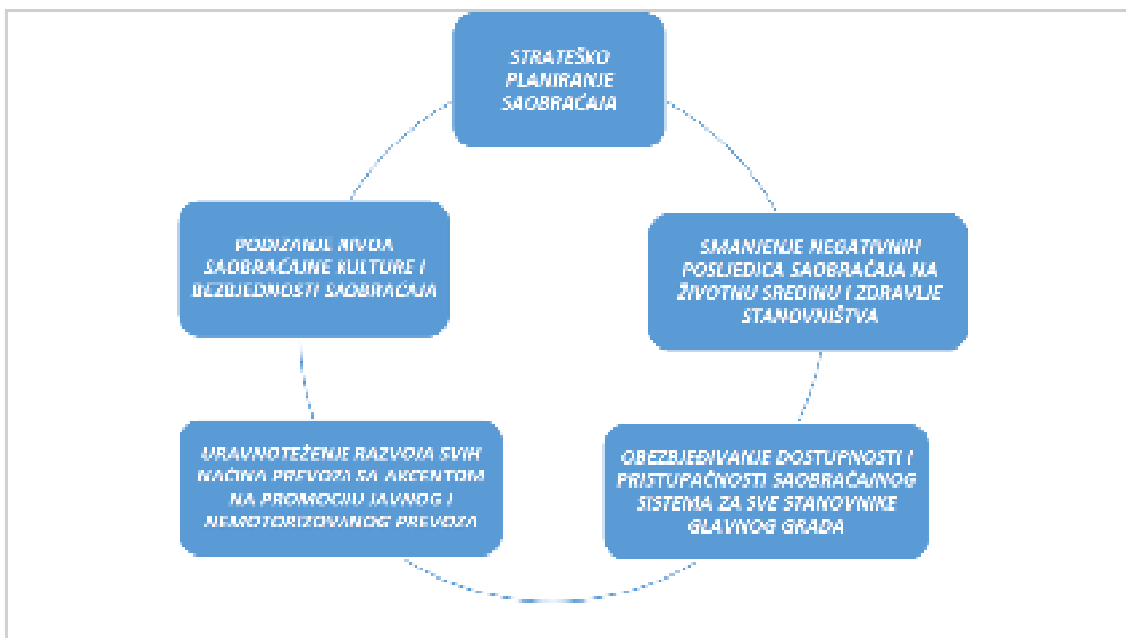 STRATEŠKO
PLANIRANJE
SAOBRAĆAJA
PODIZANJE NIVOA
SAOBRAĆAJNE KULTURE I
BEZBJEDNOSTI SAOBRAĆAJA
SMANJENJE NEGATIVNIH
POSLJEDICA SAOBRAĆAJA NA
ŽIVOTNU SREDINU I ZDRAVLJE
STANOVNIŠTVA
URAVNOTEŽENJE RAZVOJA SVIH
NAČINA PREVOZA SA AKCENTOM
NA PROMOCIJU JAVNOG I
NEMOTORIZOVANOG PREVOZA
OBEZBJEĐIVANJE DOSTUPNOSTI I
PRISTUPAČNOSTI SAOBRAĆAJNOG
SISTEMA ZA SVE STANOVNIKE
GLAVNOG GRADA